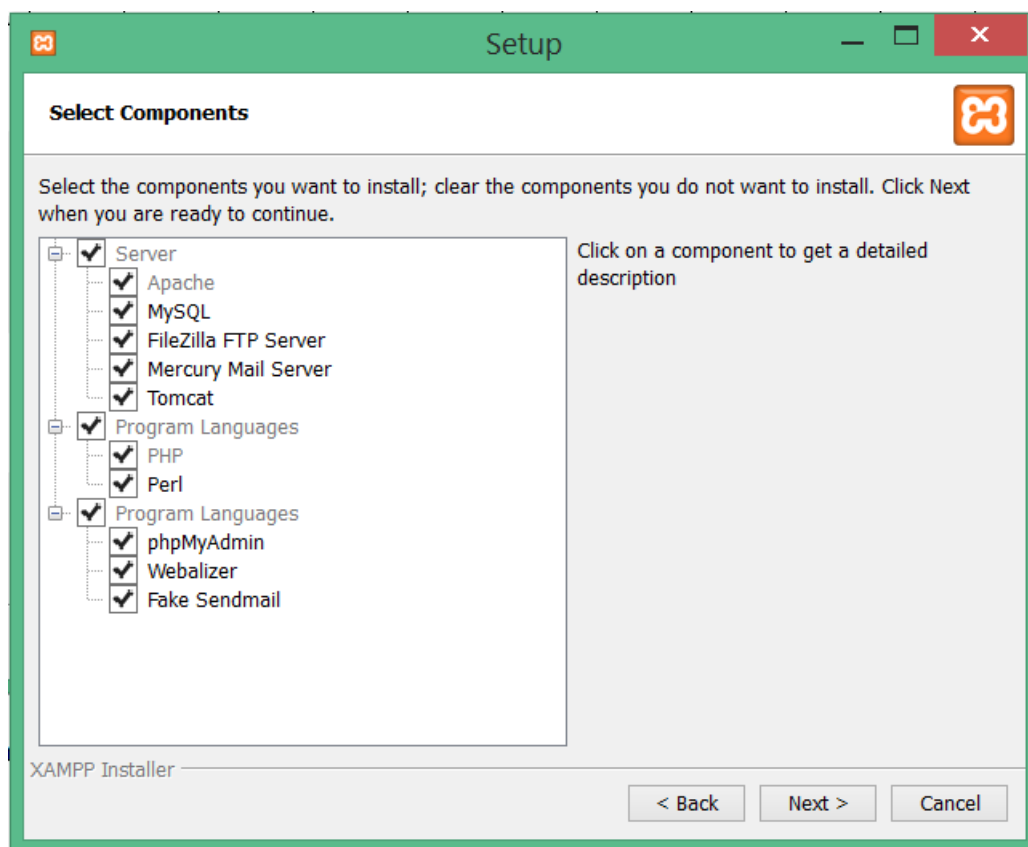 Setup
Select Components
Select the components you want to install; clear the components you do not want to install. Click Next
when you are ready to continue.
Server
Apache
MySQL
FileZilla FTP Server
Mercury Mail Server
Tomcat
Program Languages
PHP
Perl
Program Languages
phpMyAdmin
Webalizer
Fake Sendmail
Click on a component to get a detailed
description
XAMPP Installer
< Back
Next >
Cancel